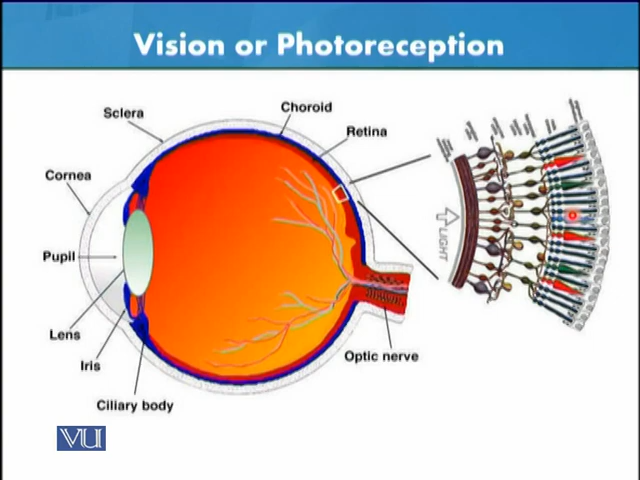 Vision or Photoreception
Sclera
Choroid
Retina
Cornea
Pupil
Lens
Iris
Ciliary body
Optic nerve
LIGHT
VU